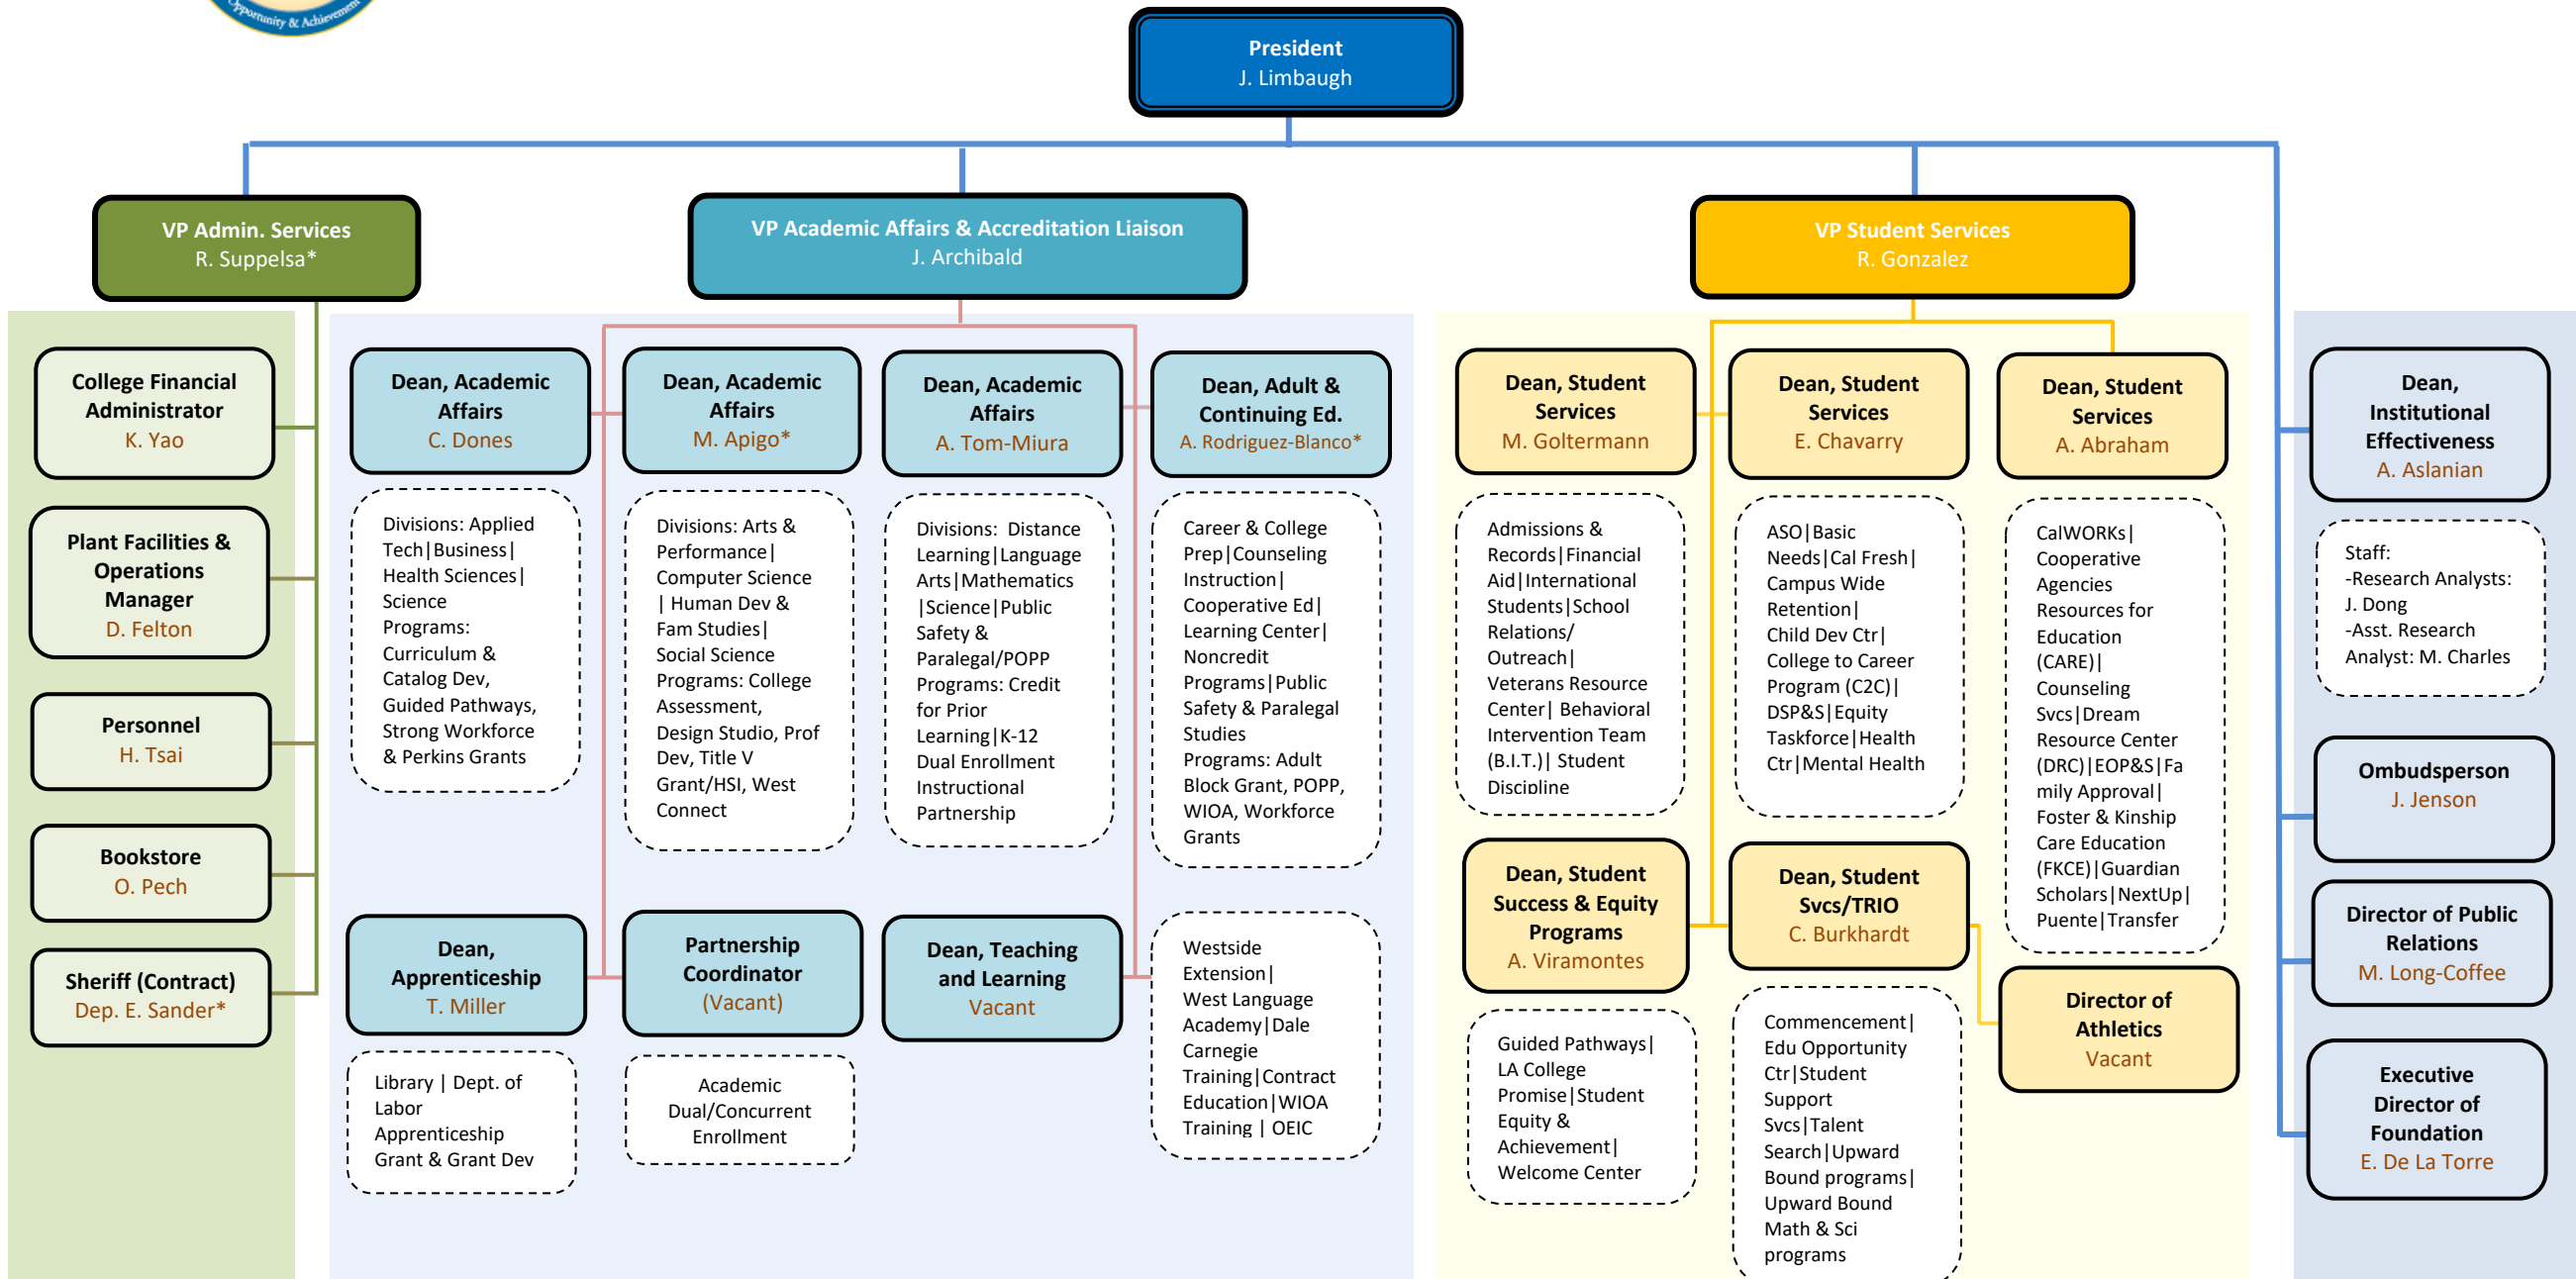 Opportunity & Achievement
President
J. Limbaugh
VP Admin. Services
R. Suppelsa*
VP Academic Affairs & Accreditation Liaison
J. Archibald
VP Student Services
R. Gonzalez
College Financial
Administrator
K. Yao
Plant Facilities &
Operations
Manager
D. Felton
Personnel
H. Tsai
Bookstore
O. Pech
Sheriff (Contract)
Dep. E. Sander*
Dean, Academic
Affairs
C. Dones
Divisions: Applied
Tech|Business|
Health Sciences|
Science
Programs:
Curriculum &
Catalog Dev,
Guided Pathways,
Strong Workforce
& Perkins Grants
Dean, Academic
Affairs
M. Apigo*
Divisions: Arts &
Performance|
Computer Science
| Human Dev &
Fam Studies|
Social Science
Programs: College
Assessment,
Design Studio, Prof
Dev, Title V
Grant/HSI, West
Connect
Dean, Academic
Affairs
A. Tom-Miura
Divisions: Distance
Learning|Language
Arts|Mathematics
|Science|Public
Safety &
Paralegal/POPP
Programs: Credit
for Prior
Learning|K-12
Dual Enrollment
Instructional
Partnership
Dean, Adult &
Continuing Ed.
A. Rodriguez-Blanco*
Career & College
Prep|Counseling
Instruction|
Cooperative Ed|
Learning Center|
Noncredit
Programs|Public
Safety & Paralegal
Studies
Programs: Adult
Block Grant, POPP,
WIOA, Workforce
Grants
Dean,
Apprenticeship
T. Miller
Library | Dept. of
Labor
Apprenticeship
Grant & Grant Dev
Partnership
Coordinator
(Vacant)
Academic
Dual/Concurrent
Enrollment
Dean, Teaching
and Learning
Vacant
Westside
Extension|
West Language
Academy|Dale
Carnegie
Training|Contract
Education|WIOA
Training | OEIC
Dean, Student
Services
M. Goltermann
Admissions &
Records|Financial
Aid|International
Students|School
Relations/
Outreach|
Veterans Resource
Center| Behavioral
Intervention Team
(B.I.T.)| Student
Discipline
Dean, Student
Services
E. Chavarry
ASO|Basic
Needs|Cal Fresh|
Campus Wide
Retention|
Child Dev Ctr|
College to Career
Program (C2C)|
DSP&S|Equity
Taskforce|Health
Ctr|Mental Health
Dean, Student
Services
A. Abraham
CalWORKs|
Cooperative
Agencies
Resources for
Education
(CARE)|
Counseling
Svcs|Dream
Resource Center
(DRC)|EOP&S|Fa
mily Approval|
Foster & Kinship
Care Education
(FKCE)|Guardian
Scholars|NextUp|
Puente|Transfer
Dean, Student
Success & Equity
Programs
A. Viramontes
Guided Pathways|
LA College
Promise|Student
Equity &
Achievement|
Welcome Center
Dean, Student
Svcs/TRIO
C. Burkhardt
Commencement|
Edu Opportunity
Ctr|Student
Support
Svcs|Talent
Search|Upward
Bound programs|
Upward Bound
Math & Sci
programs
Director of
Athletics
Vacant
Dean,
Institutional
Effectiveness
A. Aslanian
Staff:
-Research Analysts:
J. Dong
-Asst. Research
Analyst: M. Charles
Ombudsperson
J. Jenson
Director of Public
Relations
M. Long-Coffee
Executive
Director of
Foundation
E. De La Torre